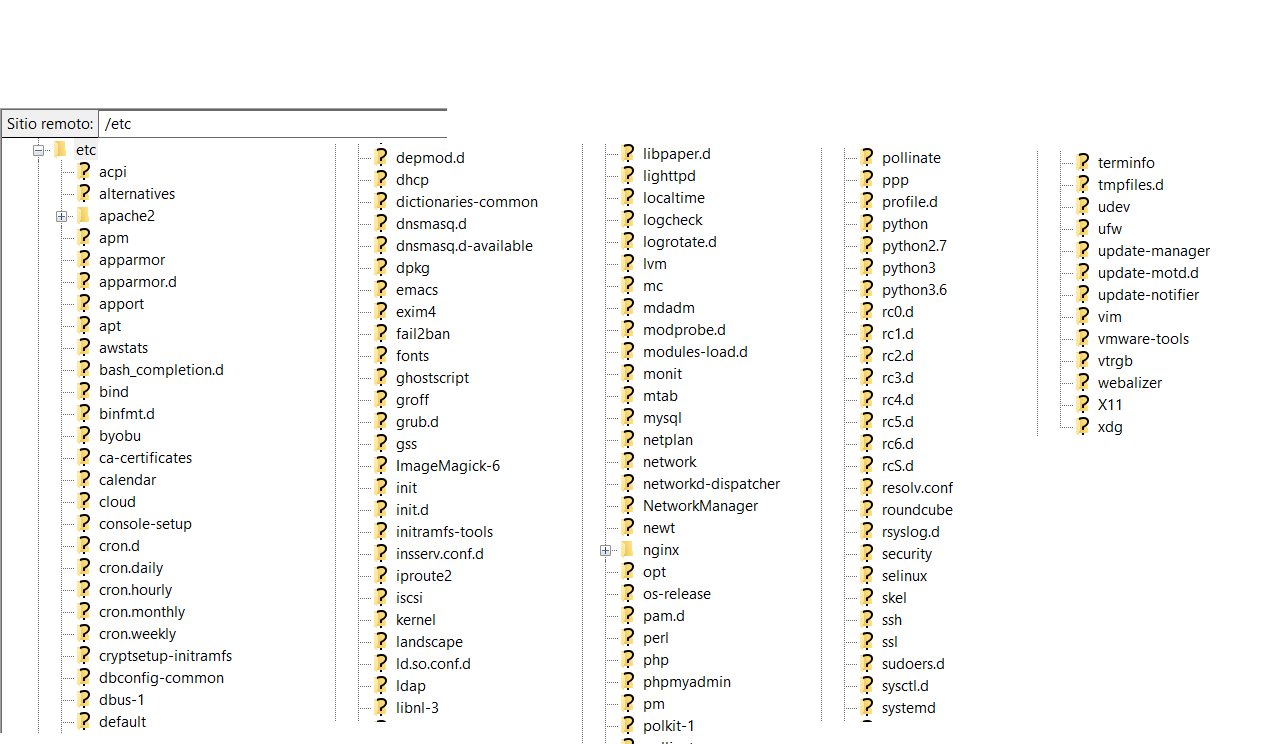 Sitio remoto: /etc
etc
acpi
alternatives
apache2
apm
apparmor
apparmor.d
apport
apt
awstats
bash_completion.d
bind
binfmt.d
byobu
ca-certificates
calendar
cloud
console-setup
cron.d
cron.daily
cron.hourly
cron.monthly
cron.weekly
cryptsetup-initramfs
dbconfig-common
dbus-1
default
depmod.d
dhcp
dictionaries-common
dnsmasq.d
dnsmasq.d-available
dpkg
emacs
exim4
fail2ban
fonts
ghostscript
groff
grub.d
gss
ImageMagick-6
init
init.d
initramfs-tools
insserv.conf.d
iproute2
iscsi
kernel
landscape
ld.so.conf.d
ldap
libnl-3
libpaper.d
lighttpd
localtime
logcheck
logrotate.d
lvm
mc
mdadm
modprobe.d
modules-load.d
monit
mtab
mysql
netplan
network
networkd-dispatcher
NetworkManager
newt
nginx
opt
os-release
pam.d
perl
php
phpmyadmin
pm
polkit-1
pollinate
ppp
profile.d
python
python2.7
python3
python3.6
rc0.d
rc1.d
rc2.d
rc3.d
rc4.d
rc5.d
rc6.d
rcS.d
resolv.conf
roundcube
rsyslog.d
security
selinux
skel
ssh
ssl
sudoers.d
sysctl.d
systemd
terminfo
tmpfiles.d
udev
ufw
update-manager
update-motd.d
update-notifier
vim
vmware-tools
vtrgb
webalizer
X11
xdg